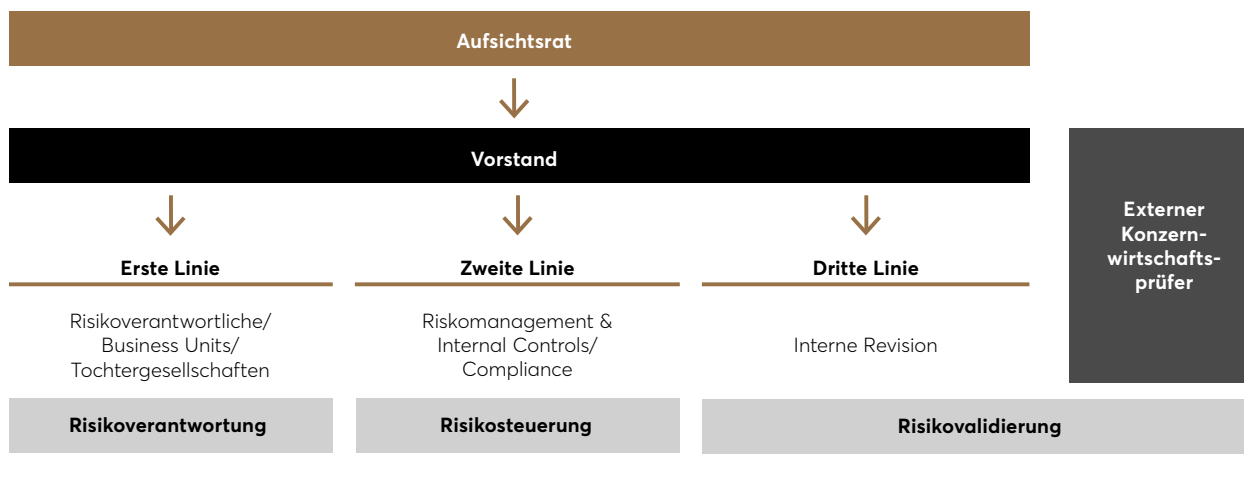 Aufsichtsrat
Vorstand
Erste Linie
Risikoverantwortliche/
Business Units/
Tochtergesellschaften
Risikoverantwortung
Zweite Linie
Riskomanagement &
Internal Controls/
Compliance
Risikosteuerung
Dritte Linie
Interne Revision
Externer
Konzern-
wirtschafts-
prüfer
Risikovalidierung